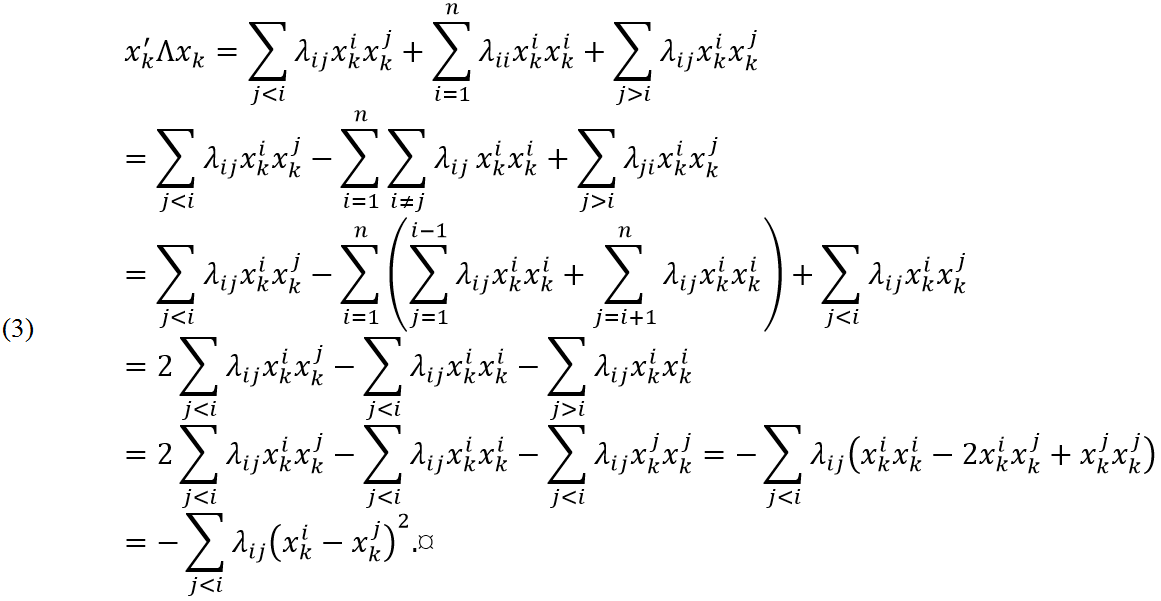 x′ₖΛxₖ = ∑_{j<i} λ_{ij}x_k^i x_k^j + ∑_{i=1}^{n} λ_{ii}x_k^i x_k^i + ∑_{j>i} λ_{ij}x_k^i x_k^j
= ∑_{j<i} λ_{ij}x_k^i x_k^j − ∑_{i=1}^{n} ∑_{i≠j} λ_{ij} x_k^i x_k^i + ∑_{j>i} λ_{ji}x_k^i x_k^j
= ∑_{j<i} λ_{ij}x_k^i x_k^j − ∑_{i=1}^{n} (∑_{j=1}^{i−1} λ_{ij}x_k^i x_k^i + ∑_{j=i+1}^{n} λ_{ij}x_k^i x_k^i) + ∑_{j<i} λ_{ij}x_k^i x_k^j
(3)
= 2 ∑_{j<i} λ_{ij}x_k^i x_k^j − ∑_{j<i} λ_{ij}x_k^i x_k^i − ∑_{j>i} λ_{ij}x_k^i x_k^i
= 2 ∑_{j<i} λ_{ij}x_k^i x_k^j − ∑_{j<i} λ_{ij}x_k^i x_k^i − ∑_{j<i} λ_{ij}x_k^j x_k^j = − ∑_{j<i} λ_{ij}(x_k^i x_k^i − 2x_k^i x_k^j + x_k^j x_k^j)
= − ∑_{j<i} λ_{ij}(x_k^i − x_k^j)^2.¤